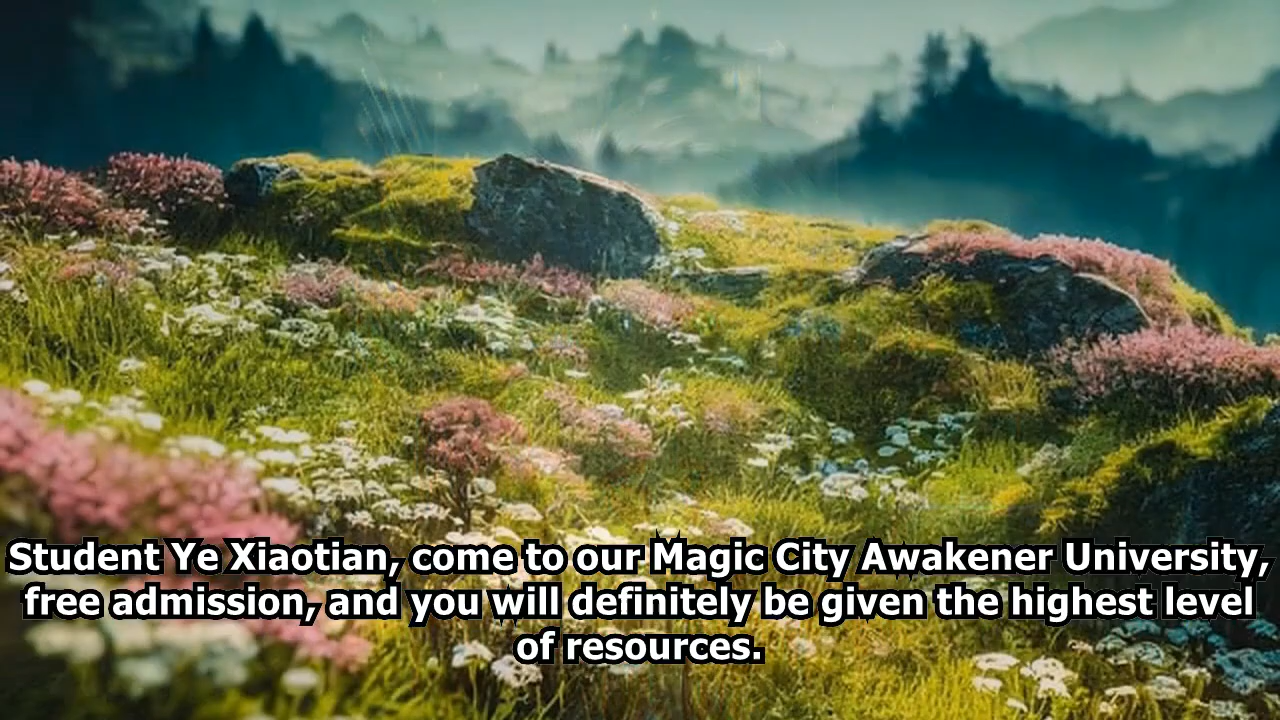 Student Ye Xiaotian, come to our Magic City Awakener University,
free admission, and you will definitely be given the highest level
of resources.